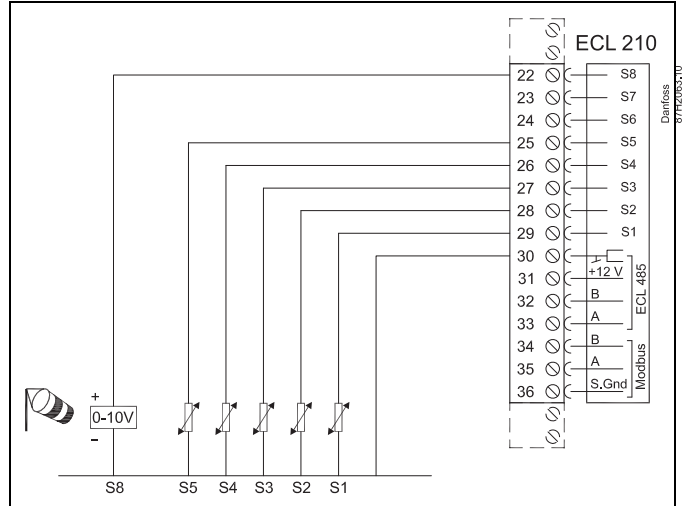 ECL 210
22 S8
23 S7
24 S6
25 S5
26 S4
27 S3
28 S2
29 S1
30
31 +12 V
32 B
33 A
ECL 485
34 B
35 A
36 S.Gnd
Modbus
Danfoss
87H2063.10
+
0-10V
–
S8 S5 S4 S3 S2 S1